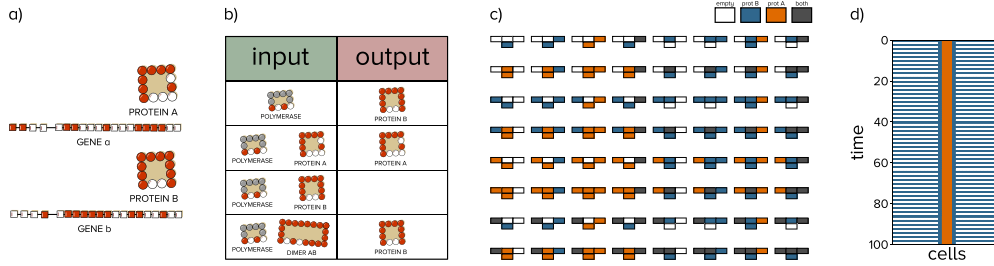 a)
PROTEIN A
GENE a
PROTEIN B
GENE b
b)
input output
POLYMERASE PROTEIN B
POLYMERASE PROTEIN A PROTEIN A
POLYMERASE PROTEIN B
POLYMERASE DIMER AB PROTEIN B
c)
empty prot B prot A both
d)
0
20
40
60
80
100
time
cells